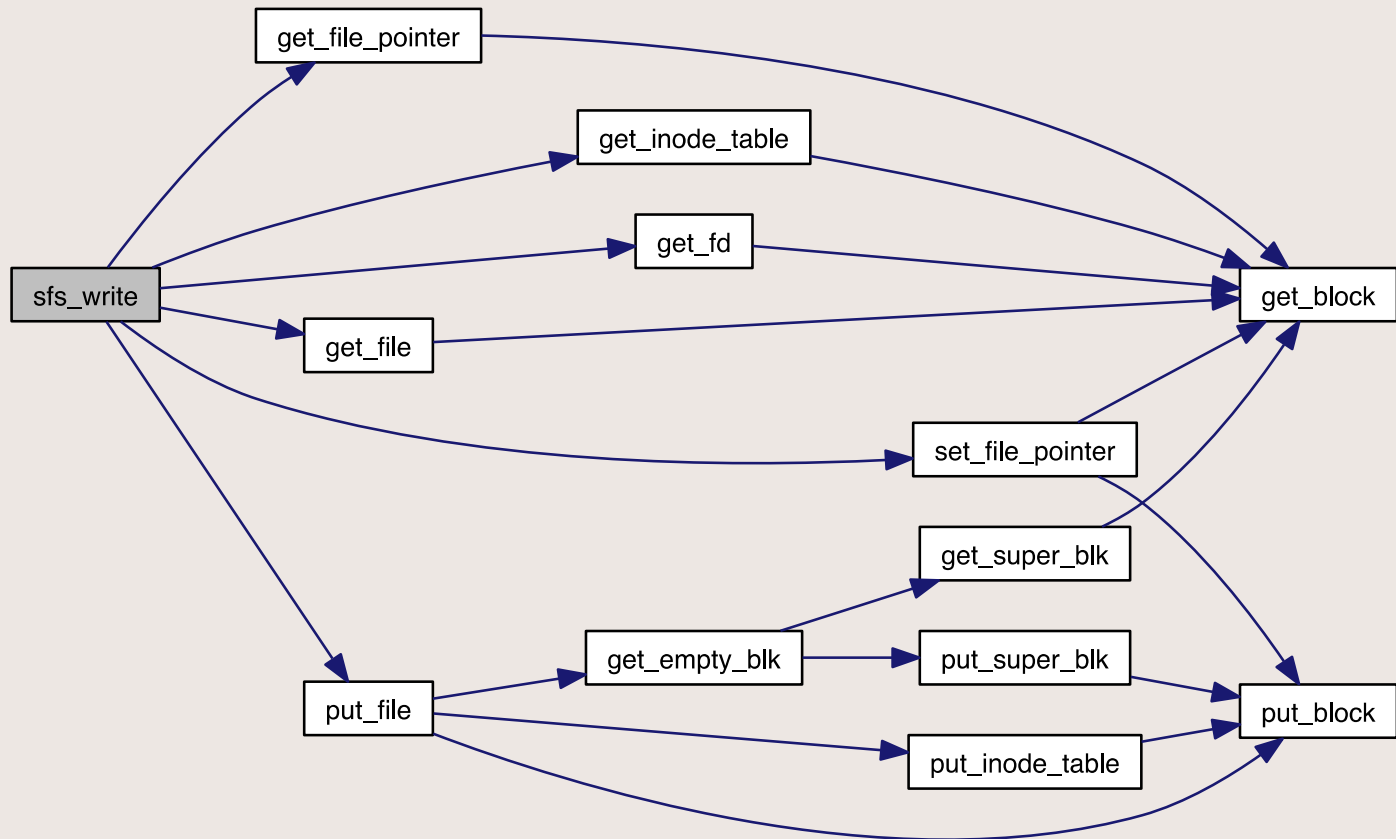 get_file_pointer
get_inode_table
get_fd
sfs_write
get_block
get_file
set_file_pointer
get_super_blk
get_empty_blk
put_super_blk
put_file
put_block
put_inode_table